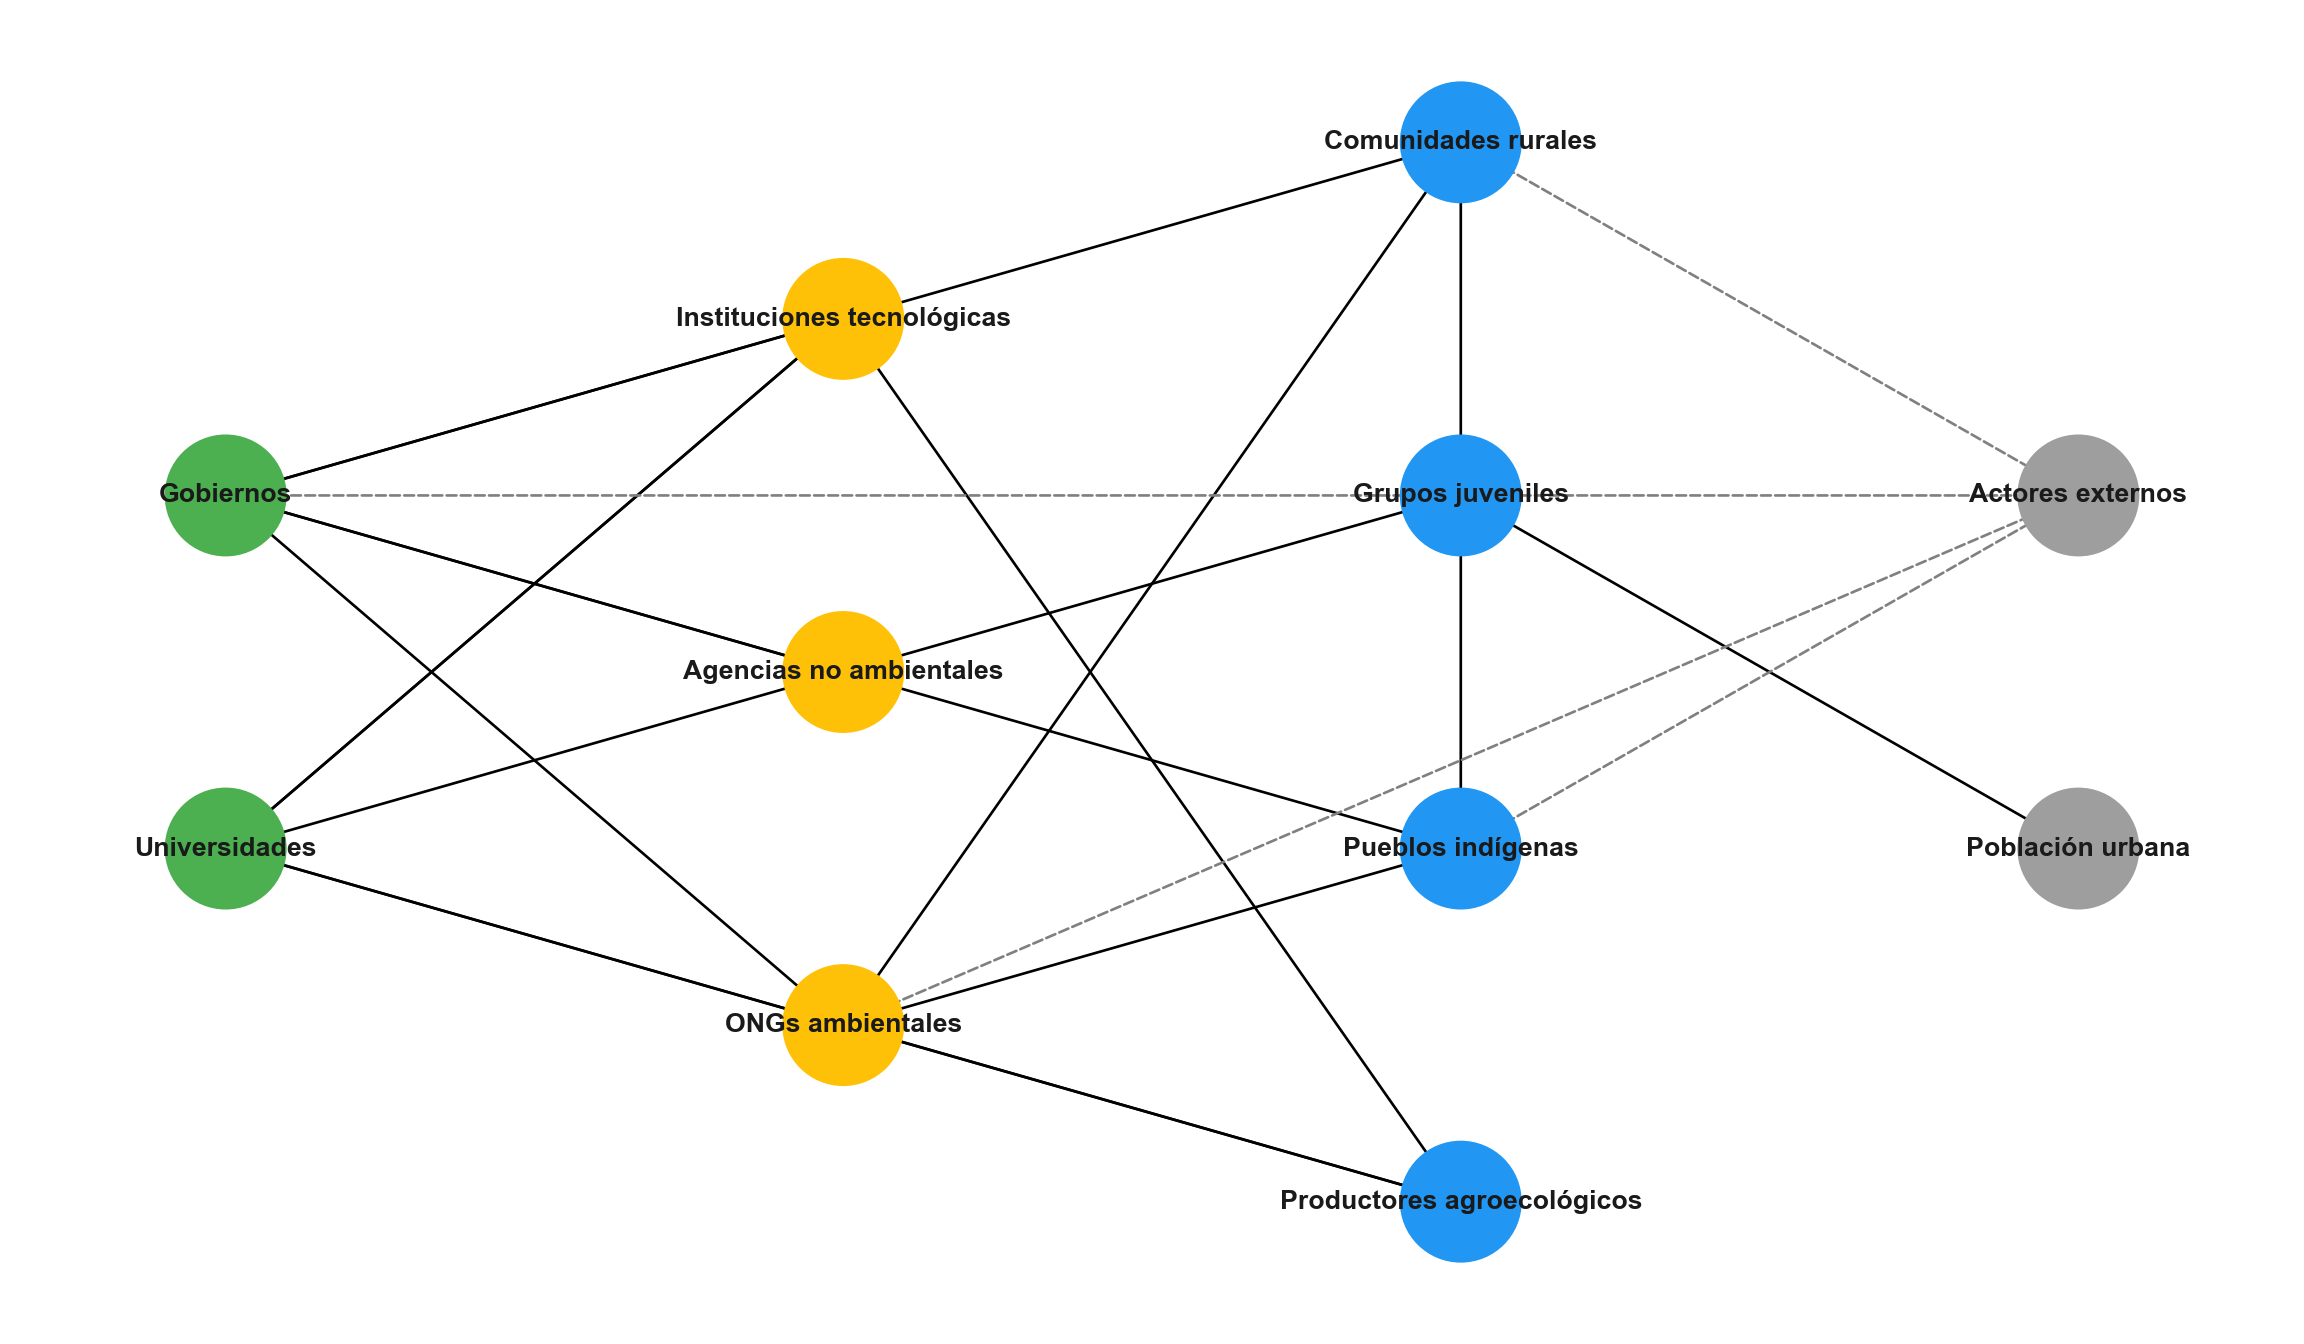 Comunidades rurales
Instituciones tecnológicas
Gobiernos
Grupos juveniles
Actores externos
Agencias no ambientales
Universidades
Pueblos indígenas
Población urbana
ONGs ambientales
Productores agroecológicos